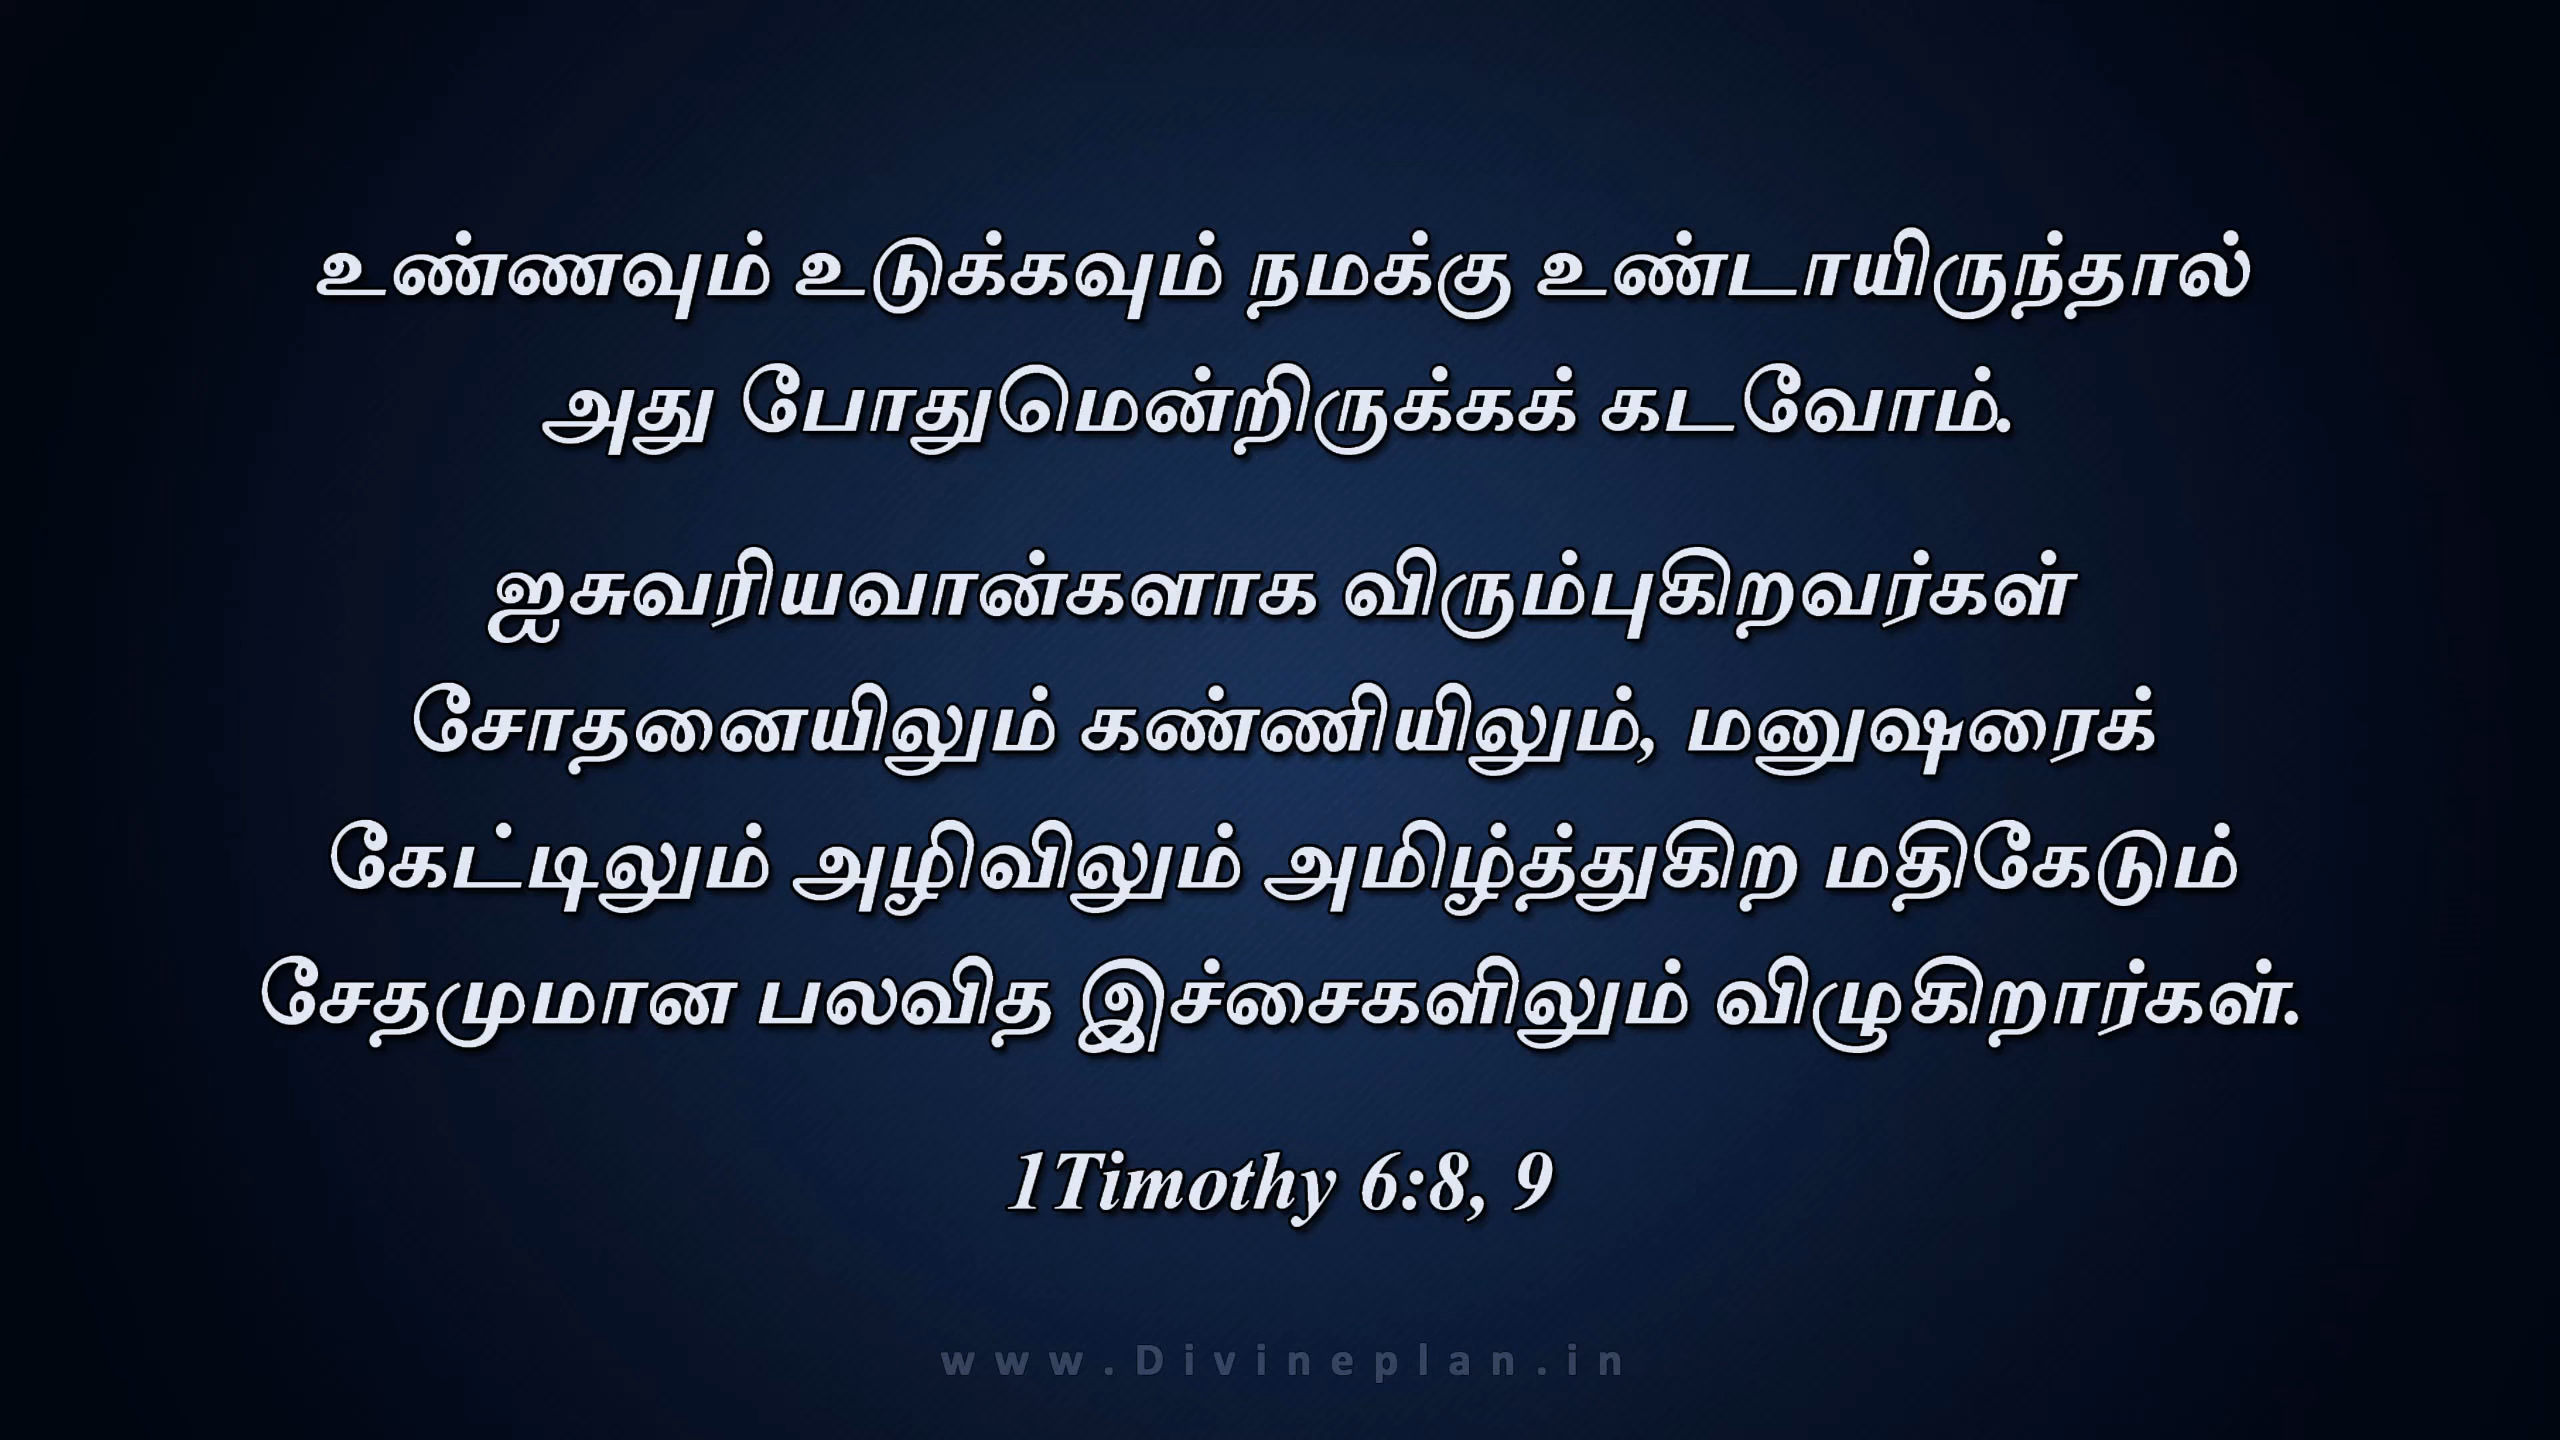 உண்ணவும் உடுக்கவும் நமக்கு உண்டாயிருந்தால்
அது போதுமென்றிருக்கக் கடவோம்.
ஐசுவரியவான்களாக விரும்புகிறவர்கள்
சோதனையிலும் கண்ணியிலும், மனுஷரைக்
கேட்டிலும் அழிவிலும் அமிழ்த்துகிற மதிகேடும்
சேதமுமான பலவித இச்சைகளிலும் விழுகிறார்கள்.
1Timothy 6:8, 9
www.Divineplan.in